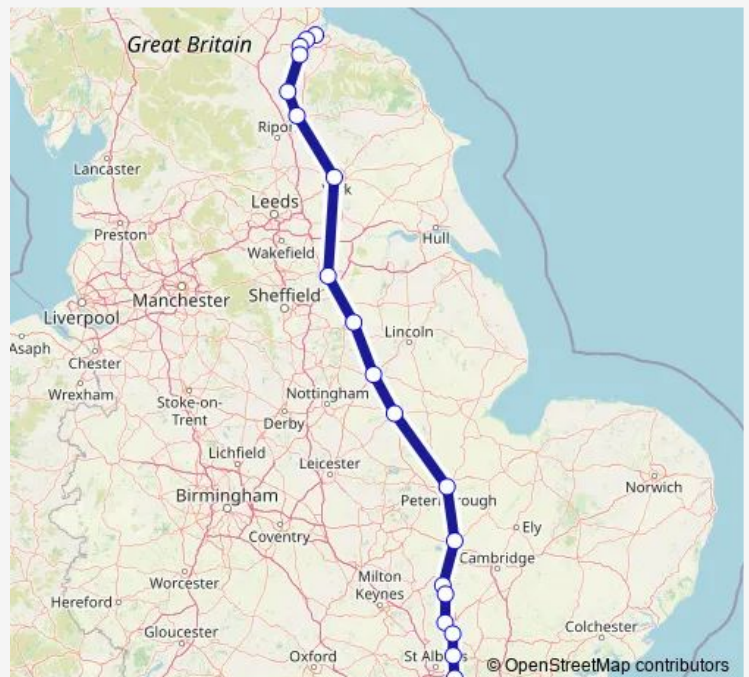 Great Britain
Ripon
Lancaster
k
Leeds
Preston
Hull
Wakefield
Manchester
Sheffield
Liverpool
Lincoln
Asaph
Chester
Wrexham
Nottingham
Stoke-on-
Trent
Derby
Lichfield
Leicester
Norwich
Birmingham
Peterborough
Ely
Coventry
Cambridge
Milton
Keynes
Worcester
Hereford
Colchester
Gloucester
Oxford
St Albans
© OpenStreetMap contributors